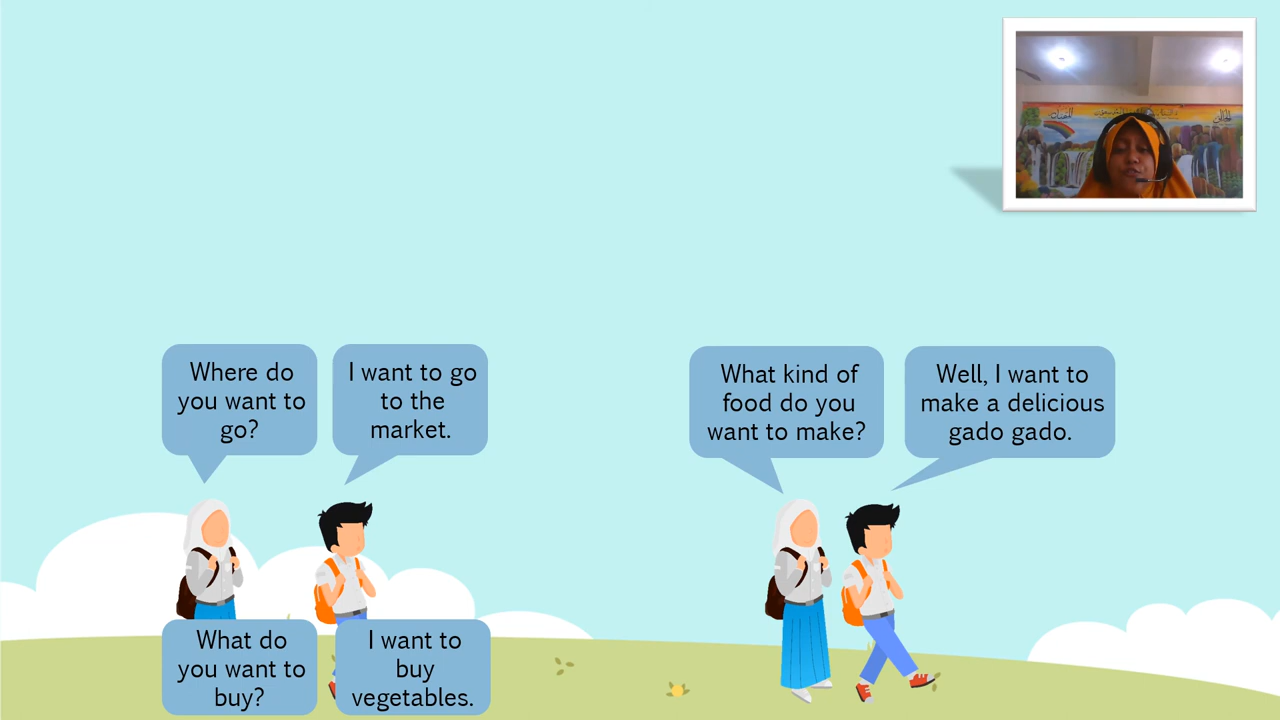 Where do
you want to
go?
I want to go
to the
market.
What do
you want to
buy?
I want to
buy
vegetables.
What kind of
food do you
want to make?
Well, I want to
make a delicious
gado gado.